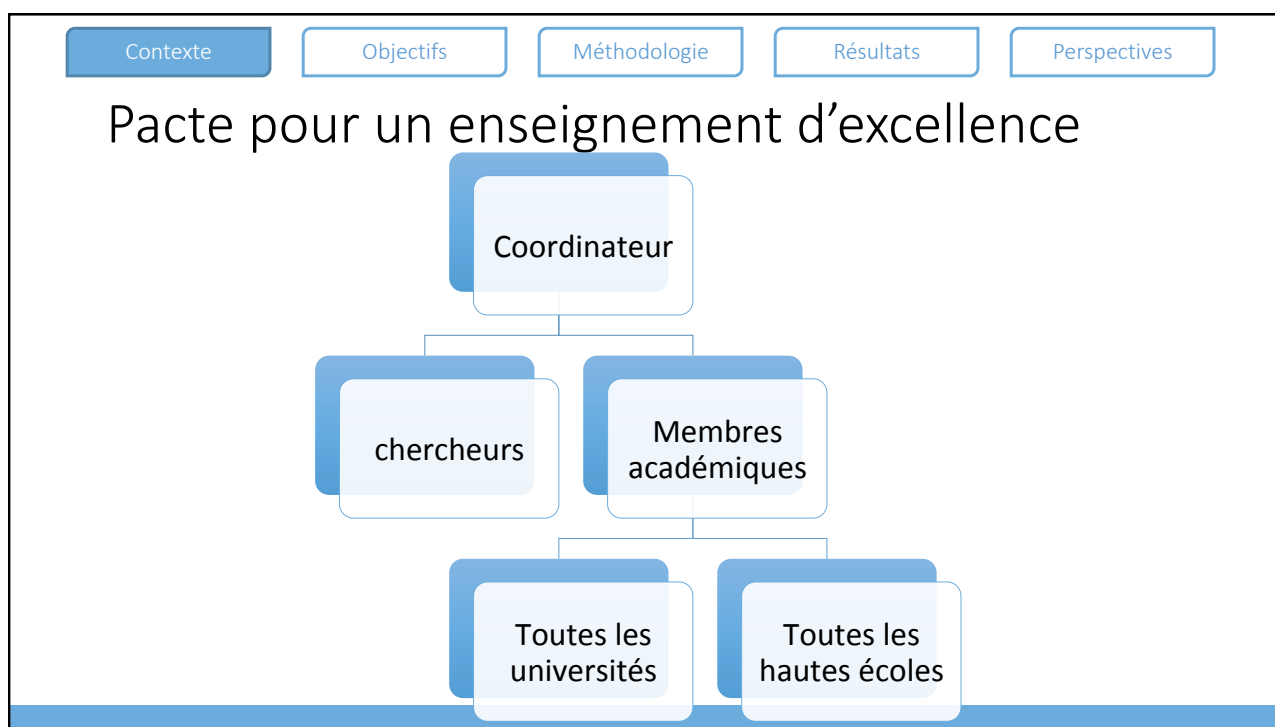 Contexte
Objectifs
Méthodologie
Résultats
Perspectives
Pacte pour un enseignement d’excellence
Coordinateur
chercheurs
Membres
académiques
Toutes les
universités
Toutes les
hautes écoles